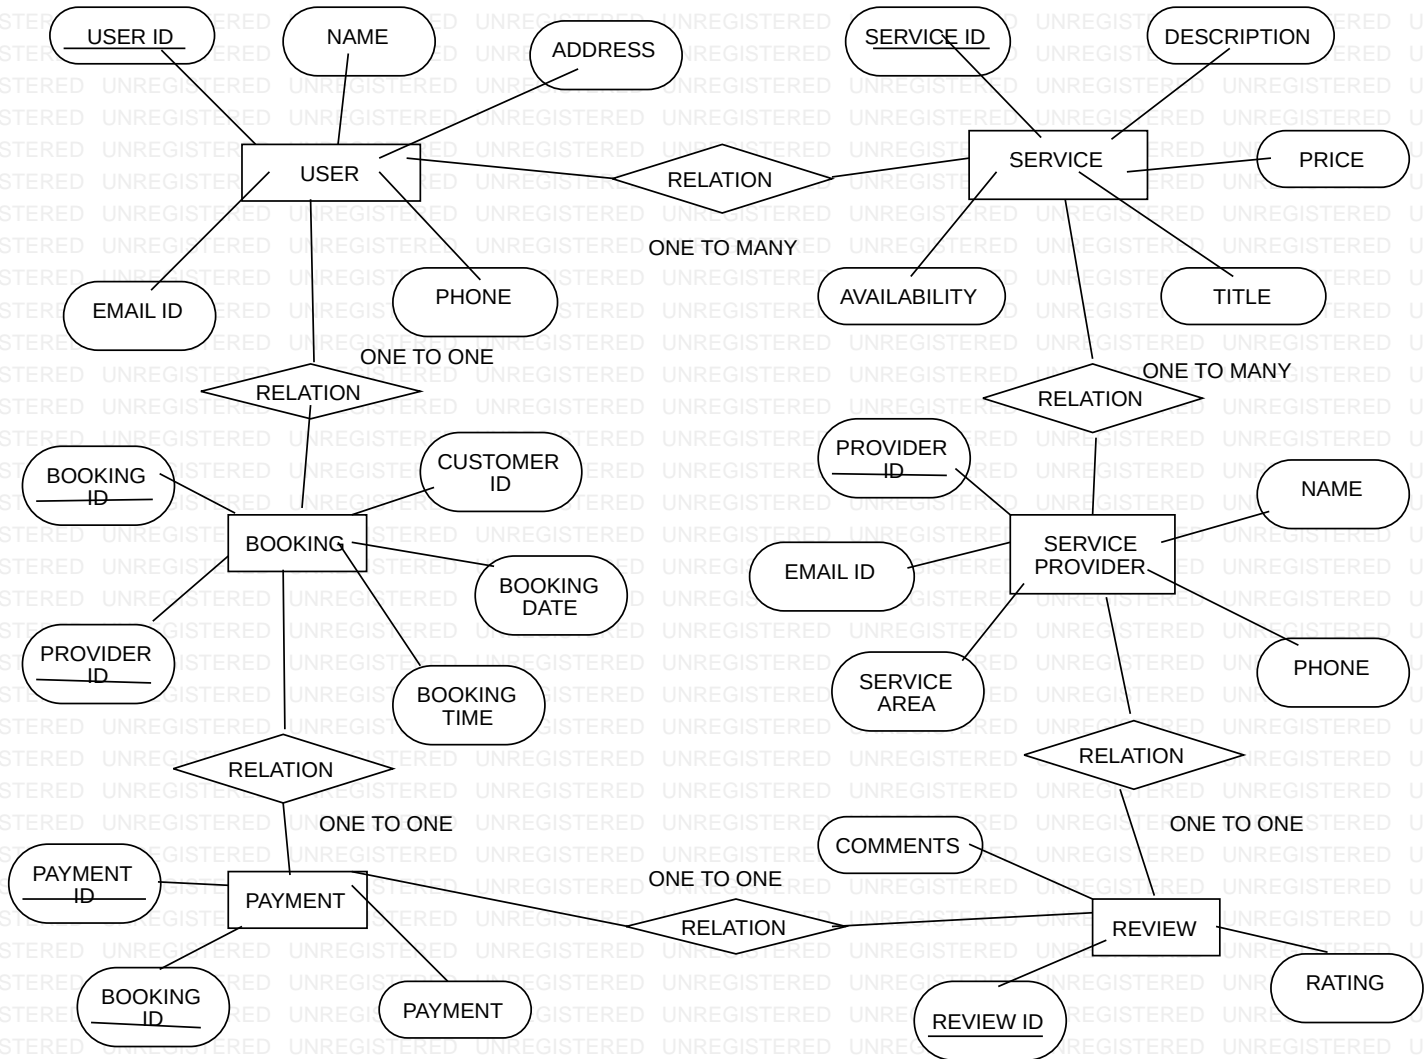 USER ID
NAME
ADDRESS
SERVICE ID
DESCRIPTION
USER
RELATION
SERVICE
PRICE
ONE TO MANY
EMAIL ID
PHONE
AVAILABILITY
TITLE
ONE TO ONE
RELATION
ONE TO MANY
RELATION
BOOKING
ID
CUSTOMER
ID
PROVIDER
ID
NAME
BOOKING
SERVICE
PROVIDER
EMAIL ID
BOOKING
DATE
PROVIDER
ID
BOOKING
TIME
SERVICE
AREA
PHONE
RELATION
RELATION
ONE TO ONE
ONE TO ONE
COMMENTS
PAYMENT
ID
PAYMENT
ONE TO ONE
RELATION
REVIEW
BOOKING
ID
PAYMENT
REVIEW ID
RATING
UNREGISTERED